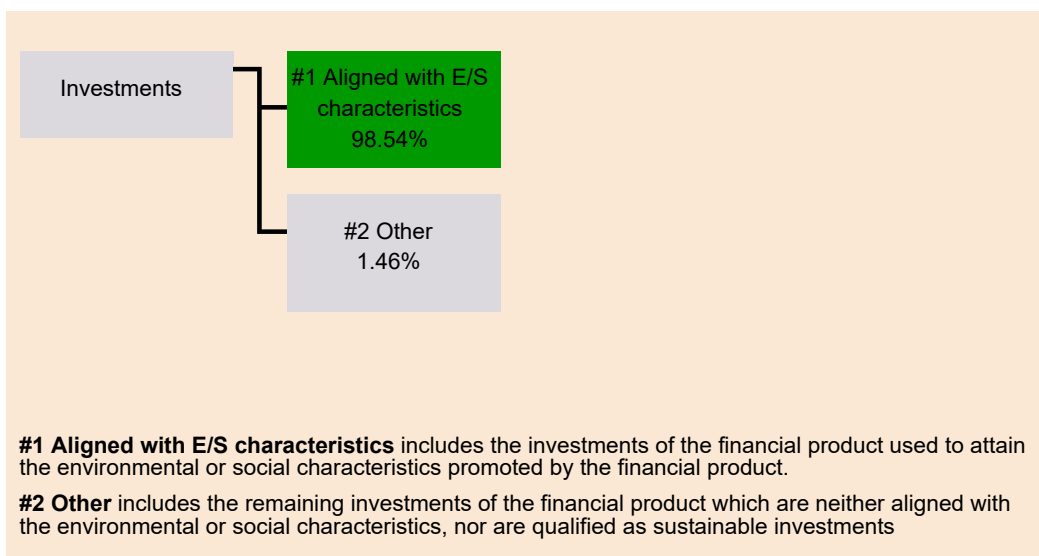 Investments
#1 Aligned with E/S
characteristics
98.54%
#2 Other
1.46%
#1 Aligned with E/S characteristics includes the investments of the financial product used to attain
the environmental or social characteristics promoted by the financial product.
#2 Other includes the remaining investments of the financial product which are neither aligned with
the environmental or social characteristics, nor are qualified as sustainable investments